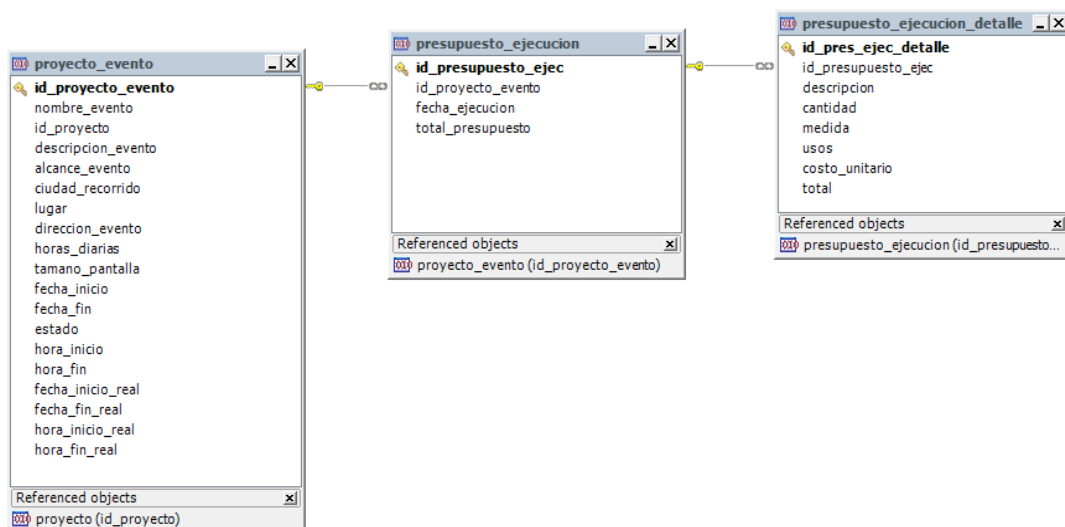 proyecto_evento
id_proyecto_evento
nombre_evento
id_proyecto
descripcion_evento
alcance_evento
ciudad_recorrido
lugar
direccion_evento
horas_diarias
tamano_pantalla
fecha_inicio
fecha_fin
estado
hora_inicio
hora_fin
fecha_inicio_real
fecha_fin_real
hora_inicio_real
hora_fin_real
Referenced objects
proyecto (id_proyecto)
presupuesto_ejecucion
id_presupuesto_ejec
id_proyecto_evento
fecha_ejecucion
total_presupuesto
Referenced objects
proyecto_evento (id_proyecto_evento)
presupuesto_ejecucion_detalle
id_pres_ejec_detalle
id_presupuesto_ejec
descripcion
cantidad
medida
usos
costo_unitario
total
Referenced objects
presupuesto_ejecucion (id_presupuesto...